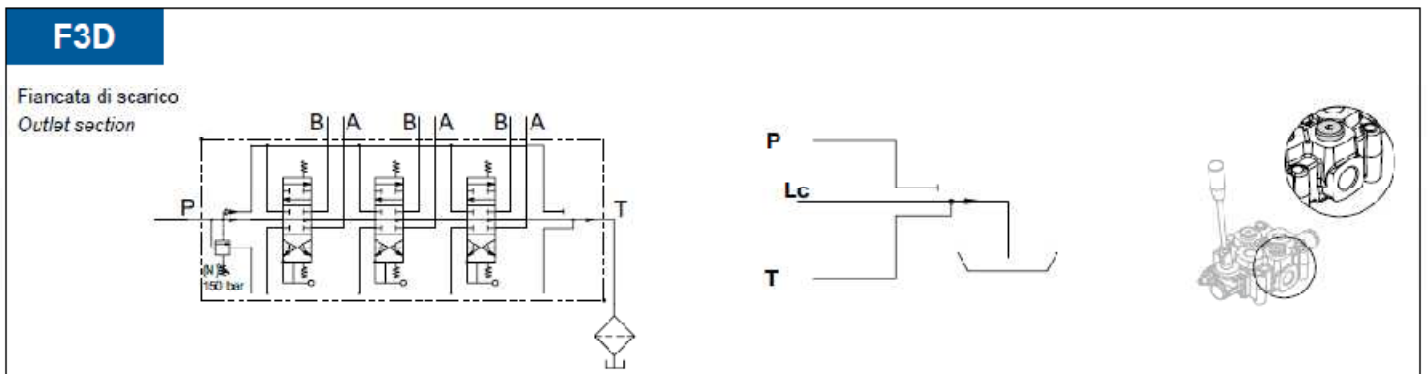 F3D
Fiancata di scarico
Outlet section
B A B A B A
P
T
(N)
150 bar
P
Lc
T